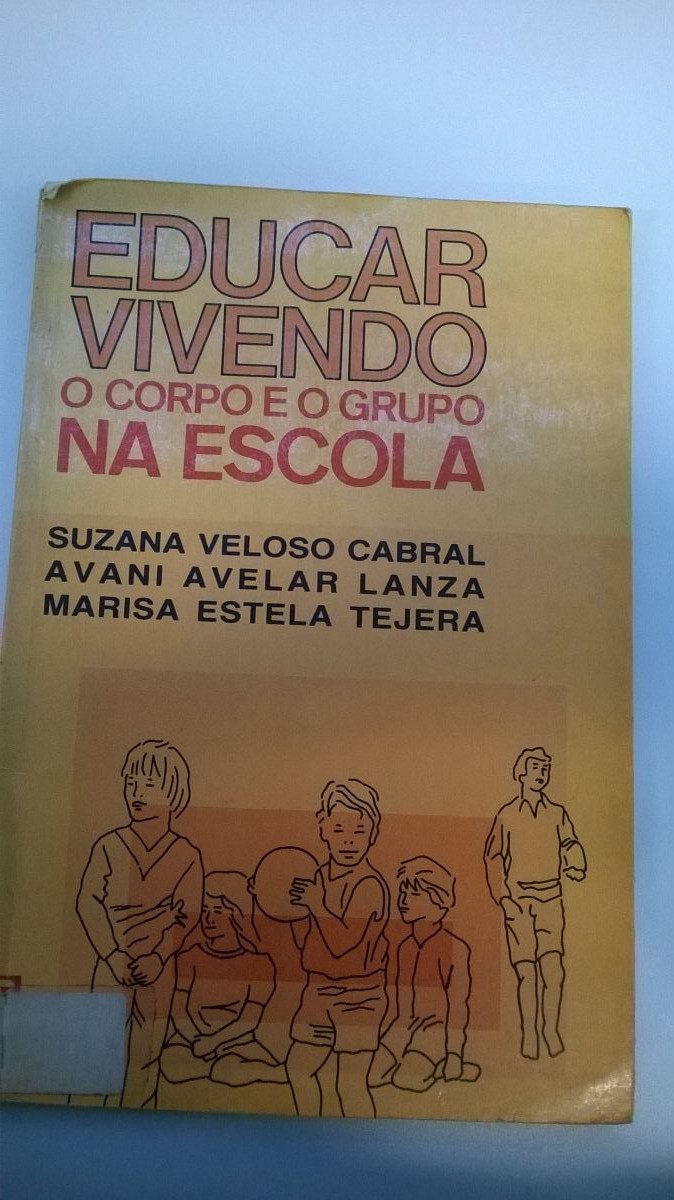 EDUCAR
VIVENDO
O CORPO E O GRUPO
NA ESCOLA
SUZANA VELOSO CABRAL
AVANI AVELAR LANZA
MARISA ESTELA TEJERA